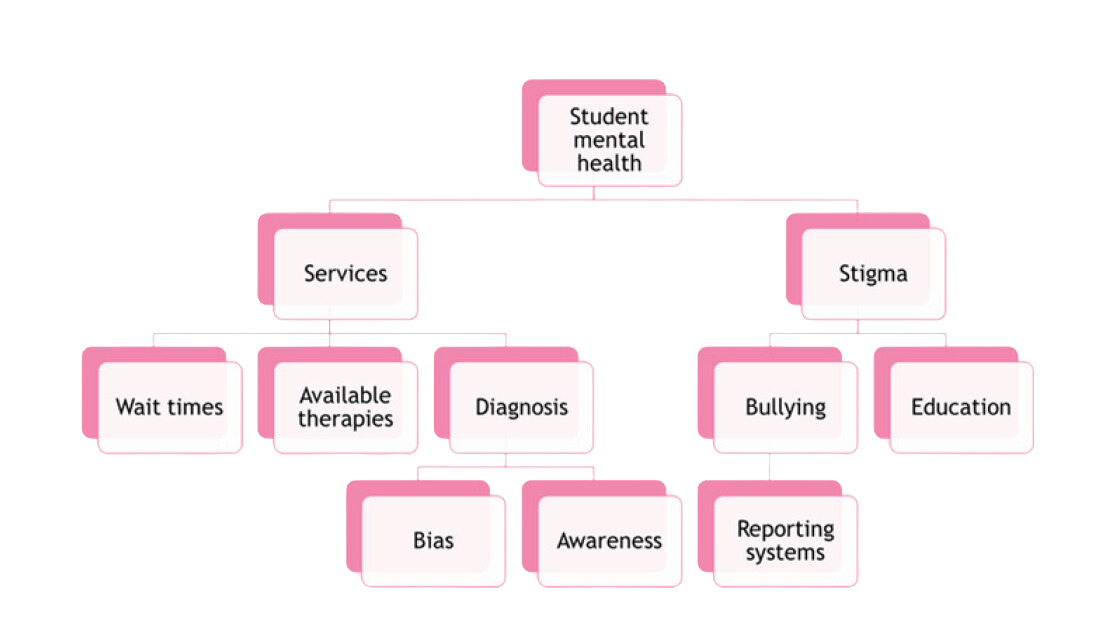 Student
mental
health
Services
Stigma
Wait times
Available
therapies
Diagnosis
Bullying
Education
Bias
Awareness
Reporting
systems